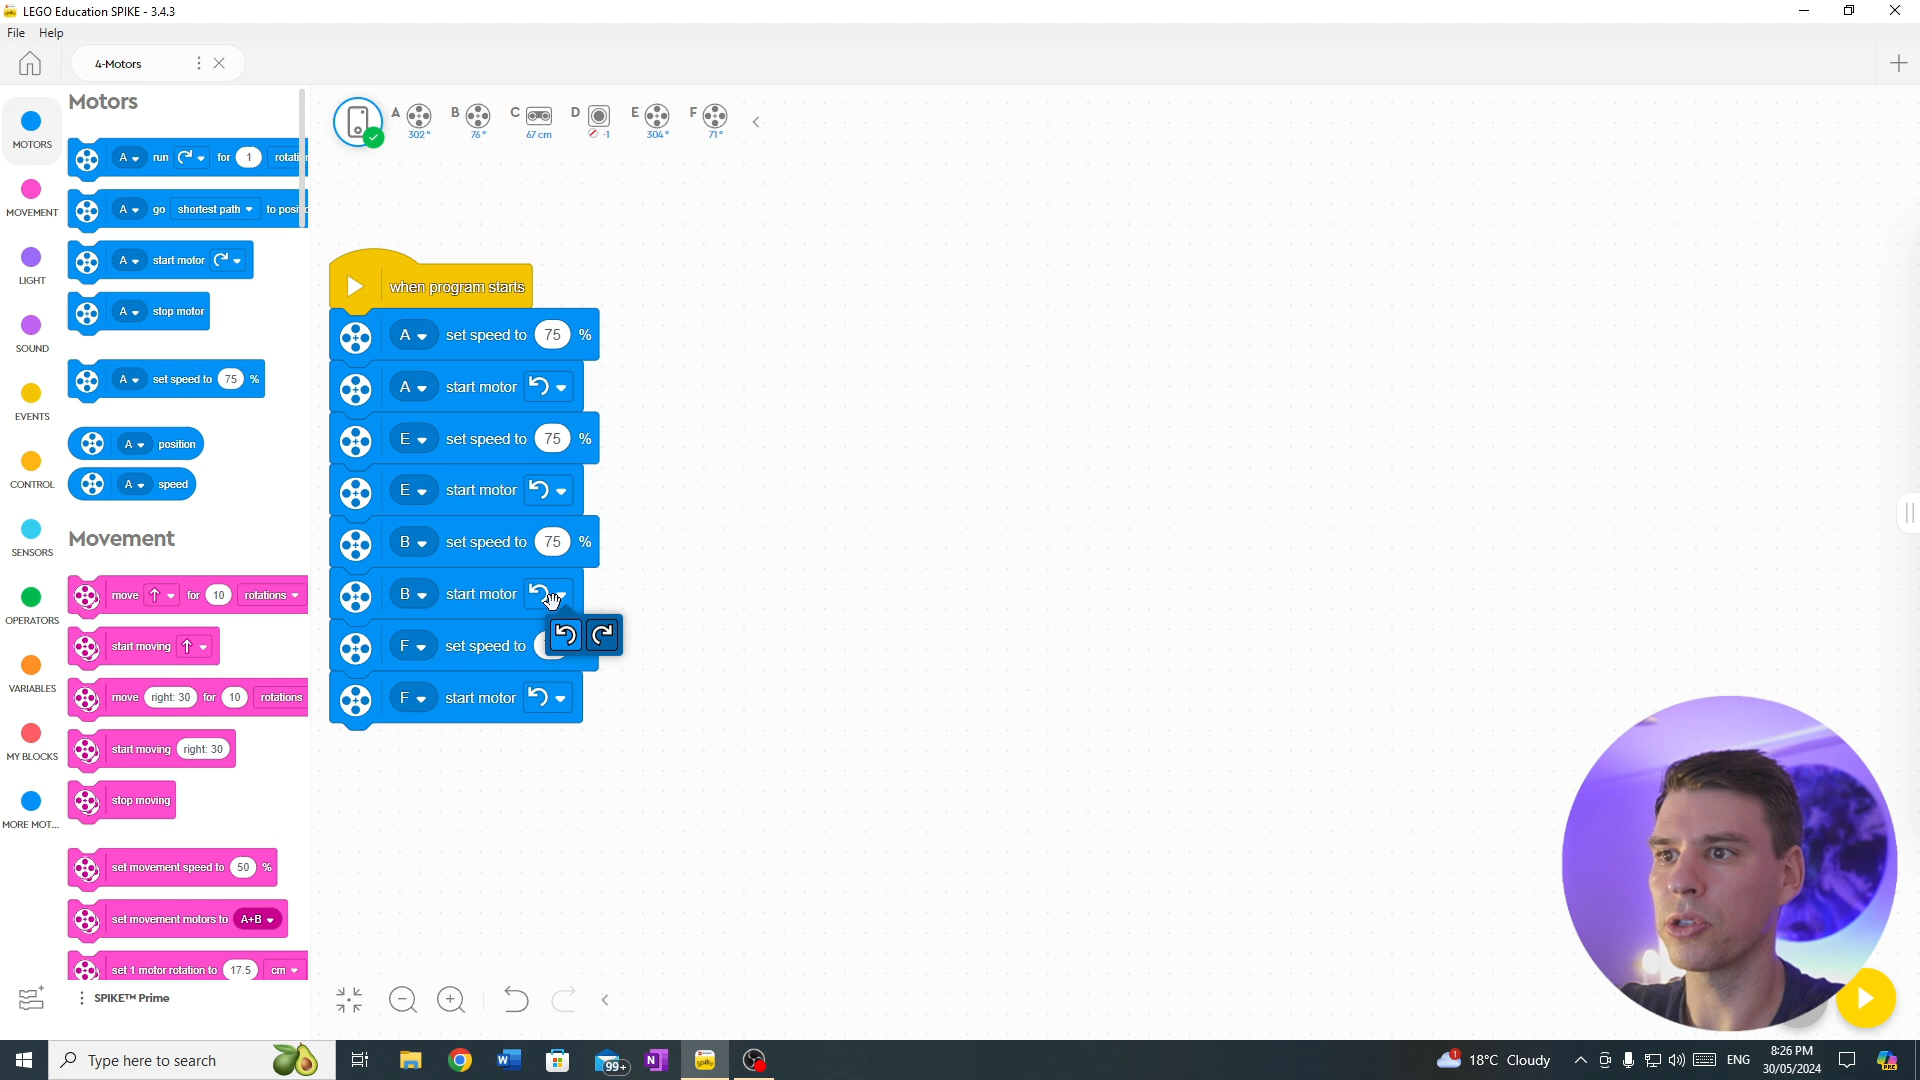 LEGO Education SPIKE - 3.4.3
File Help
4-Motors
MOTORS
MOVEMENT
LIGHT
SOUND
EVENTS
CONTROL
SENSORS
OPERATORS
VARIABLES
MY BLOCKS
MORE MOT...
Motors
A run for 1
A go shortest path to
A start motor
A stop motor
A set speed to 75 %
A position
A speed
Movement
move for 10 rotations
start moving
move right: 30 for 10 rotations
start moving right: 30
stop moving
set movement speed to 50 %
set movement motors to A+B
set 1 motor rotation to 17.5 cm
SPIKE™ Prime
A 302° B 76° C 67 cm D -1 E 304° F 71°
when program starts
A set speed to 75 %
A start motor
E set speed to 75 %
E start motor
B set speed to 75 %
B start motor
F set speed to
F start motor
Type here to search
99+
1 18°C Cloudy
ENG
8:26 PM
30/05/2024